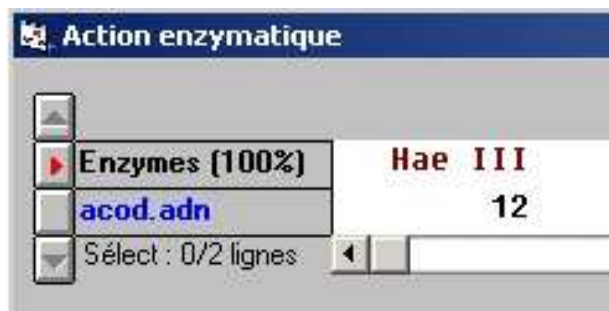 Action enzymatique
Enzymes (100%) Hae III
acod.adn 12
Sélect : 0/2 lignes